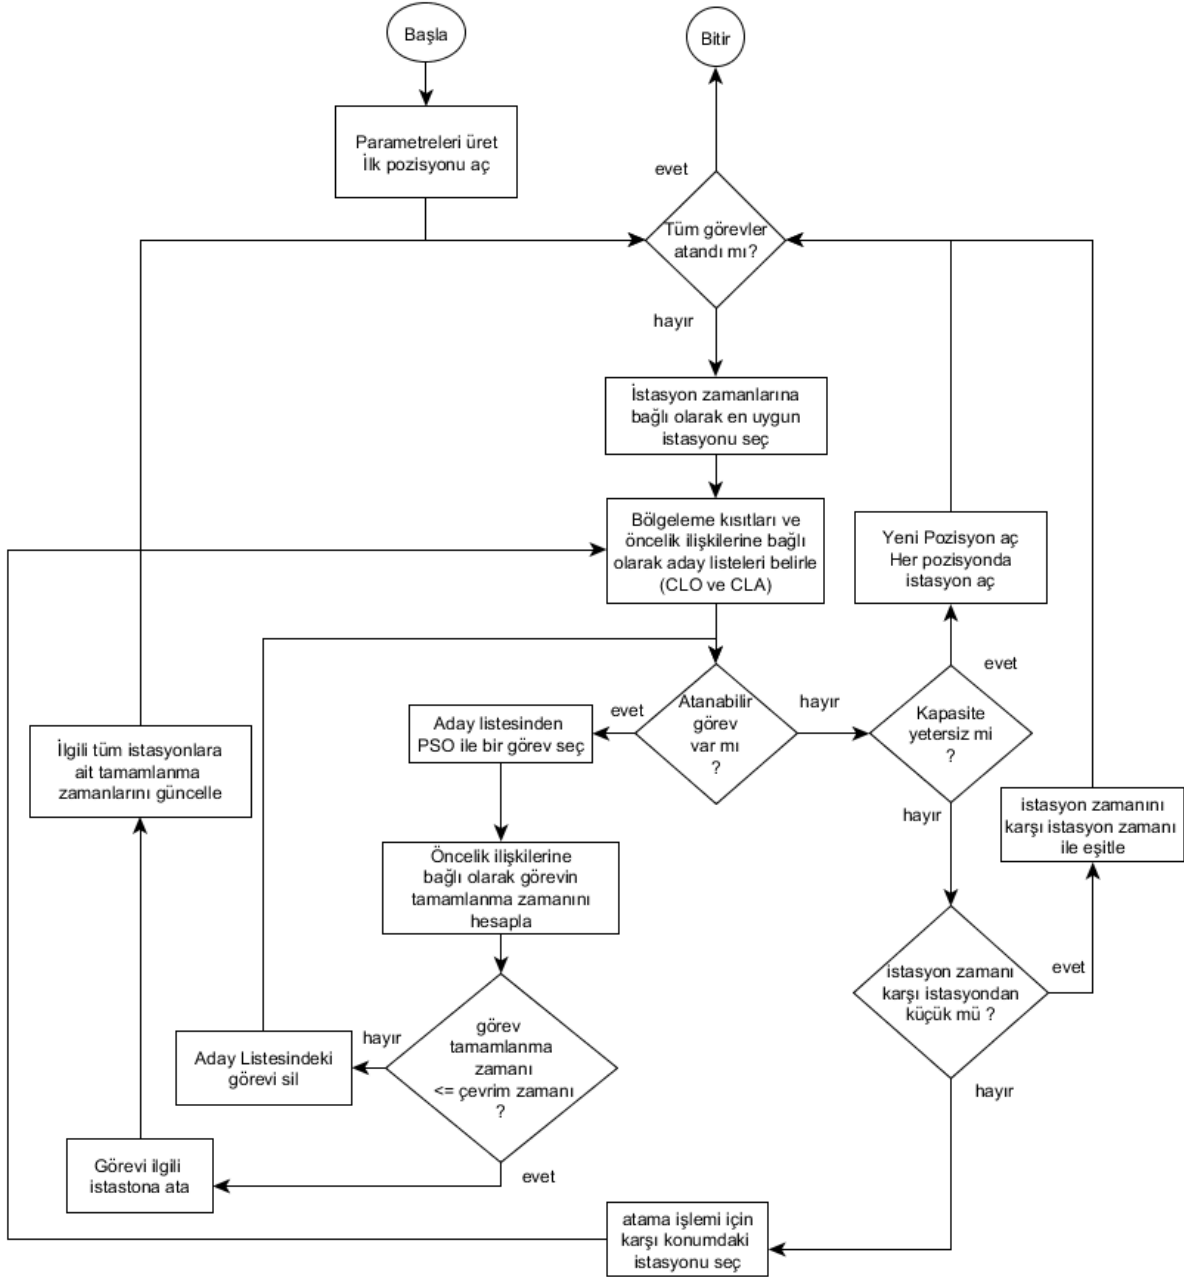 Başla
Bitir
Parametreleri üret
İlk pozisyonu aç
evet
Tüm görevler
atandı mı?
hayır
İstasyon zamanlarına
bağlı olarak en uygun
istasyonu seç
Bölgeleme kısıtları ve
öncelik ilişkilerine bağlı
olarak aday listeleri belirle
(CLO ve CLA)
Yeni Pozisyon aç
Her pozisyonda
istasyon aç
evet
Atanabilir
görev
var mı
?
evet
hayır
Kapasite
yetersiz mi
?
hayır
Aday listesinden
PSO ile bir görev seç
İlgili tüm istasyonlara
ait tamamlanma
zamanlarını güncelle
istasyon zamanını
karşı istasyon zamanı
ile eşitle
Öncelik ilişkilerine
bağlı olarak görevin
tamamlanma zamanını
hesapla
istasyon zamanı
karşı istasyondan
küçük mü ?
evet
hayır
görev
tamamlanma
zamanı
<= çevrim zamanı
?
hayır
Aday Listesindeki
görevi sil
evet
Görevi ilgili
istastona ata
atama işlemi için
karşı konumdaki
istasyonu seç